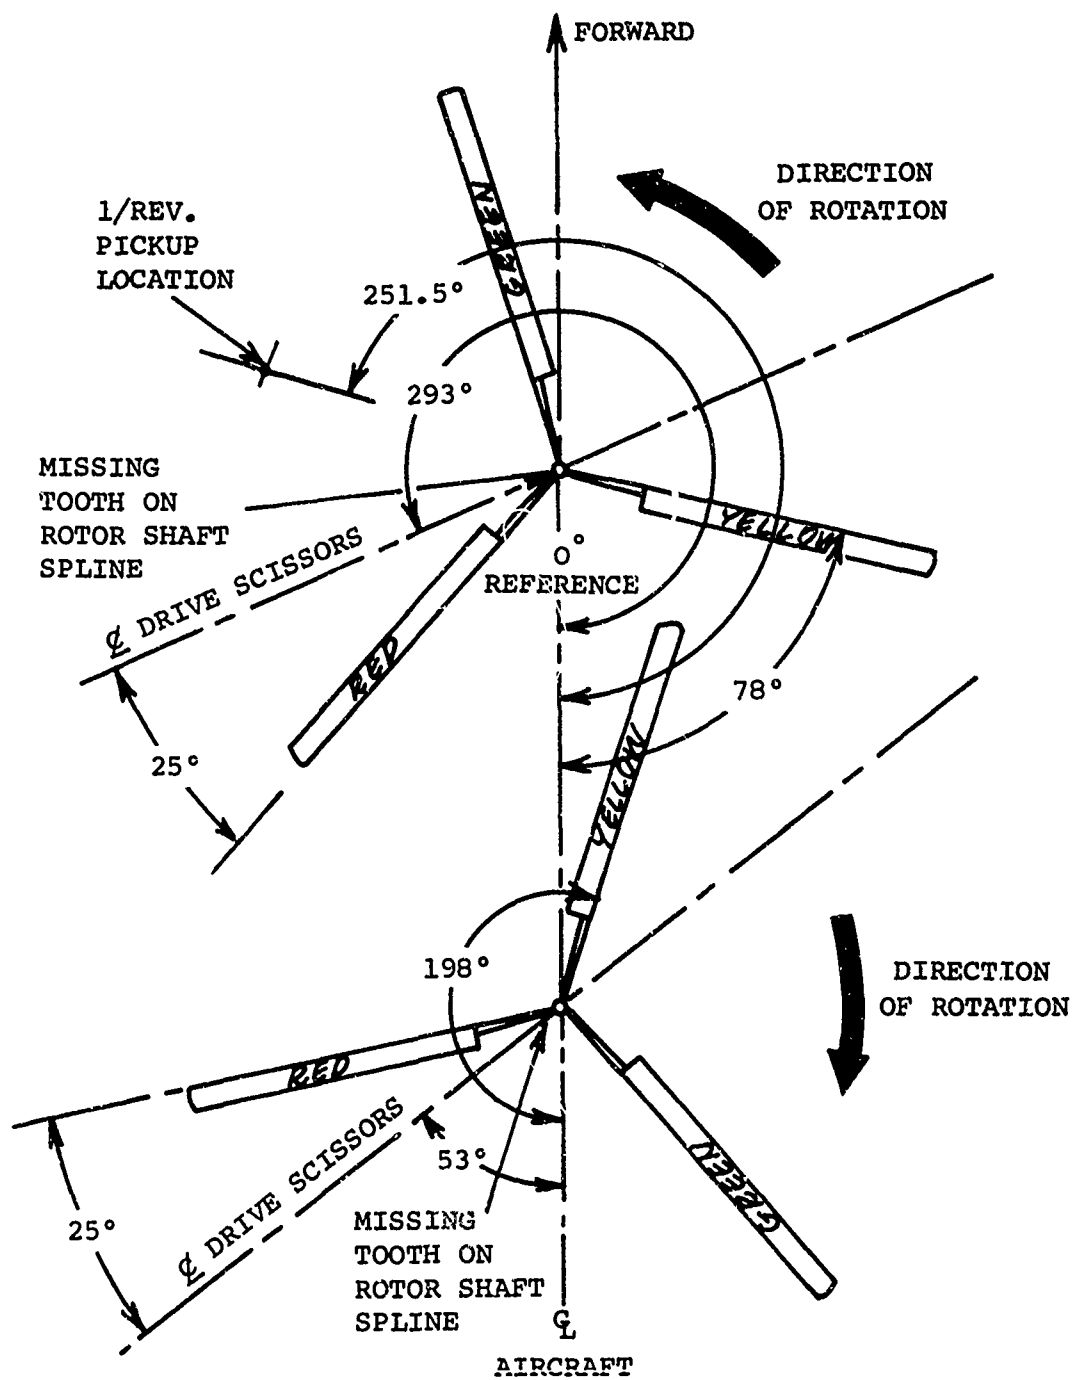 FORWARD
DIRECTION
OF ROTATION
GREEN
1/REV.
PICKUP
LOCATION
251.5°
293°
MISSING
TOOTH ON
ROTOR SHAFT
SPLINE
YELLOW
0°
REFERENCE
℄ DRIVE SCISSORS
RED
78°
25°
YELLOW
198°
DIRECTION
OF ROTATION
RED
℄ DRIVE SCISSORS
53°
GREEN
25°
MISSING
TOOTH ON
ROTOR SHAFT
SPLINE
℄
AIRCRAFT